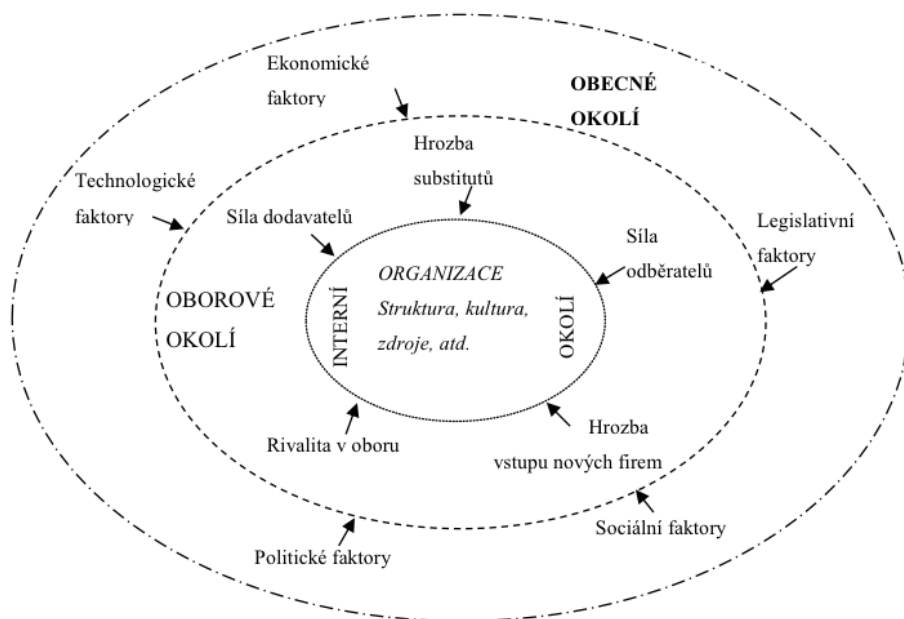 Ekonomické
faktory
OBECNÉ
OKOLÍ
Hrozba
substitutů
Technologické
faktory
Síla dodavatelů
Legislativní
faktory
Síla
odběratelů
ORGANIZACE
Struktura, kultura,
zdroje, atd.
INTERNÍ
OKOLÍ
OBOROVÉ
OKOLÍ
Rivalita v oboru
Hrozba
vstupu nových firem
Sociální faktory
Politické faktory